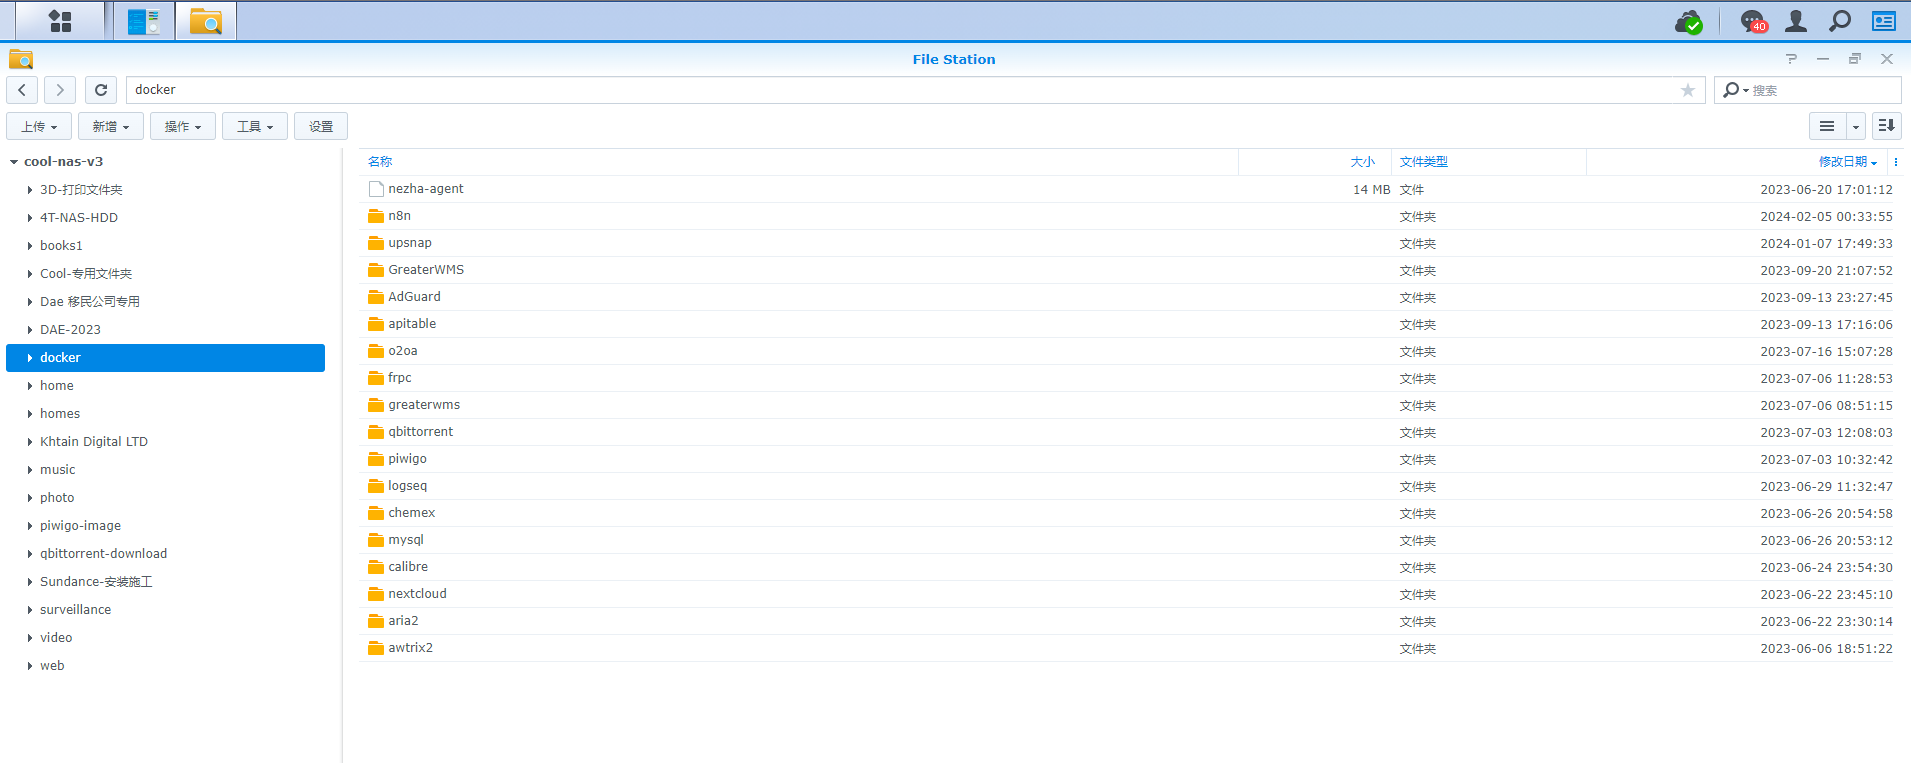 40
File Station
docker
搜索
上传 新增 操作 工具 设置
cool-nas-v3
3D-打印文件夹
4T-NAS-HDD
books1
Cool-专用文件夹
Dae 移民公司专用
DAE-2023
docker
home
homes
Khtain Digital LTD
music
photo
piwigo-image
qbittorrent-download
Sundance-安装施工
surveillance
video
web
名称 大小 文件类型 修改日期
nezha-agent 14 MB 文件 2023-06-20 17:01:12
n8n 文件夹 2024-02-05 00:33:55
upsnap 文件夹 2024-01-07 17:49:33
GreaterWMS 文件夹 2023-09-20 21:07:52
AdGuard 文件夹 2023-09-13 23:27:45
apitable 文件夹 2023-09-13 17:16:06
o2oa 文件夹 2023-07-16 15:07:28
frpc 文件夹 2023-07-06 11:28:53
greaterwms 文件夹 2023-07-06 08:51:15
qbittorrent 文件夹 2023-07-03 12:08:03
piwigo 文件夹 2023-07-03 10:32:42
logseq 文件夹 2023-06-29 11:32:47
chemex 文件夹 2023-06-26 20:54:58
mysql 文件夹 2023-06-26 20:53:12
calibre 文件夹 2023-06-24 23:54:30
nextcloud 文件夹 2023-06-22 23:45:10
aria2 文件夹 2023-06-22 23:30:14
awtrix2 文件夹 2023-06-06 18:51:22